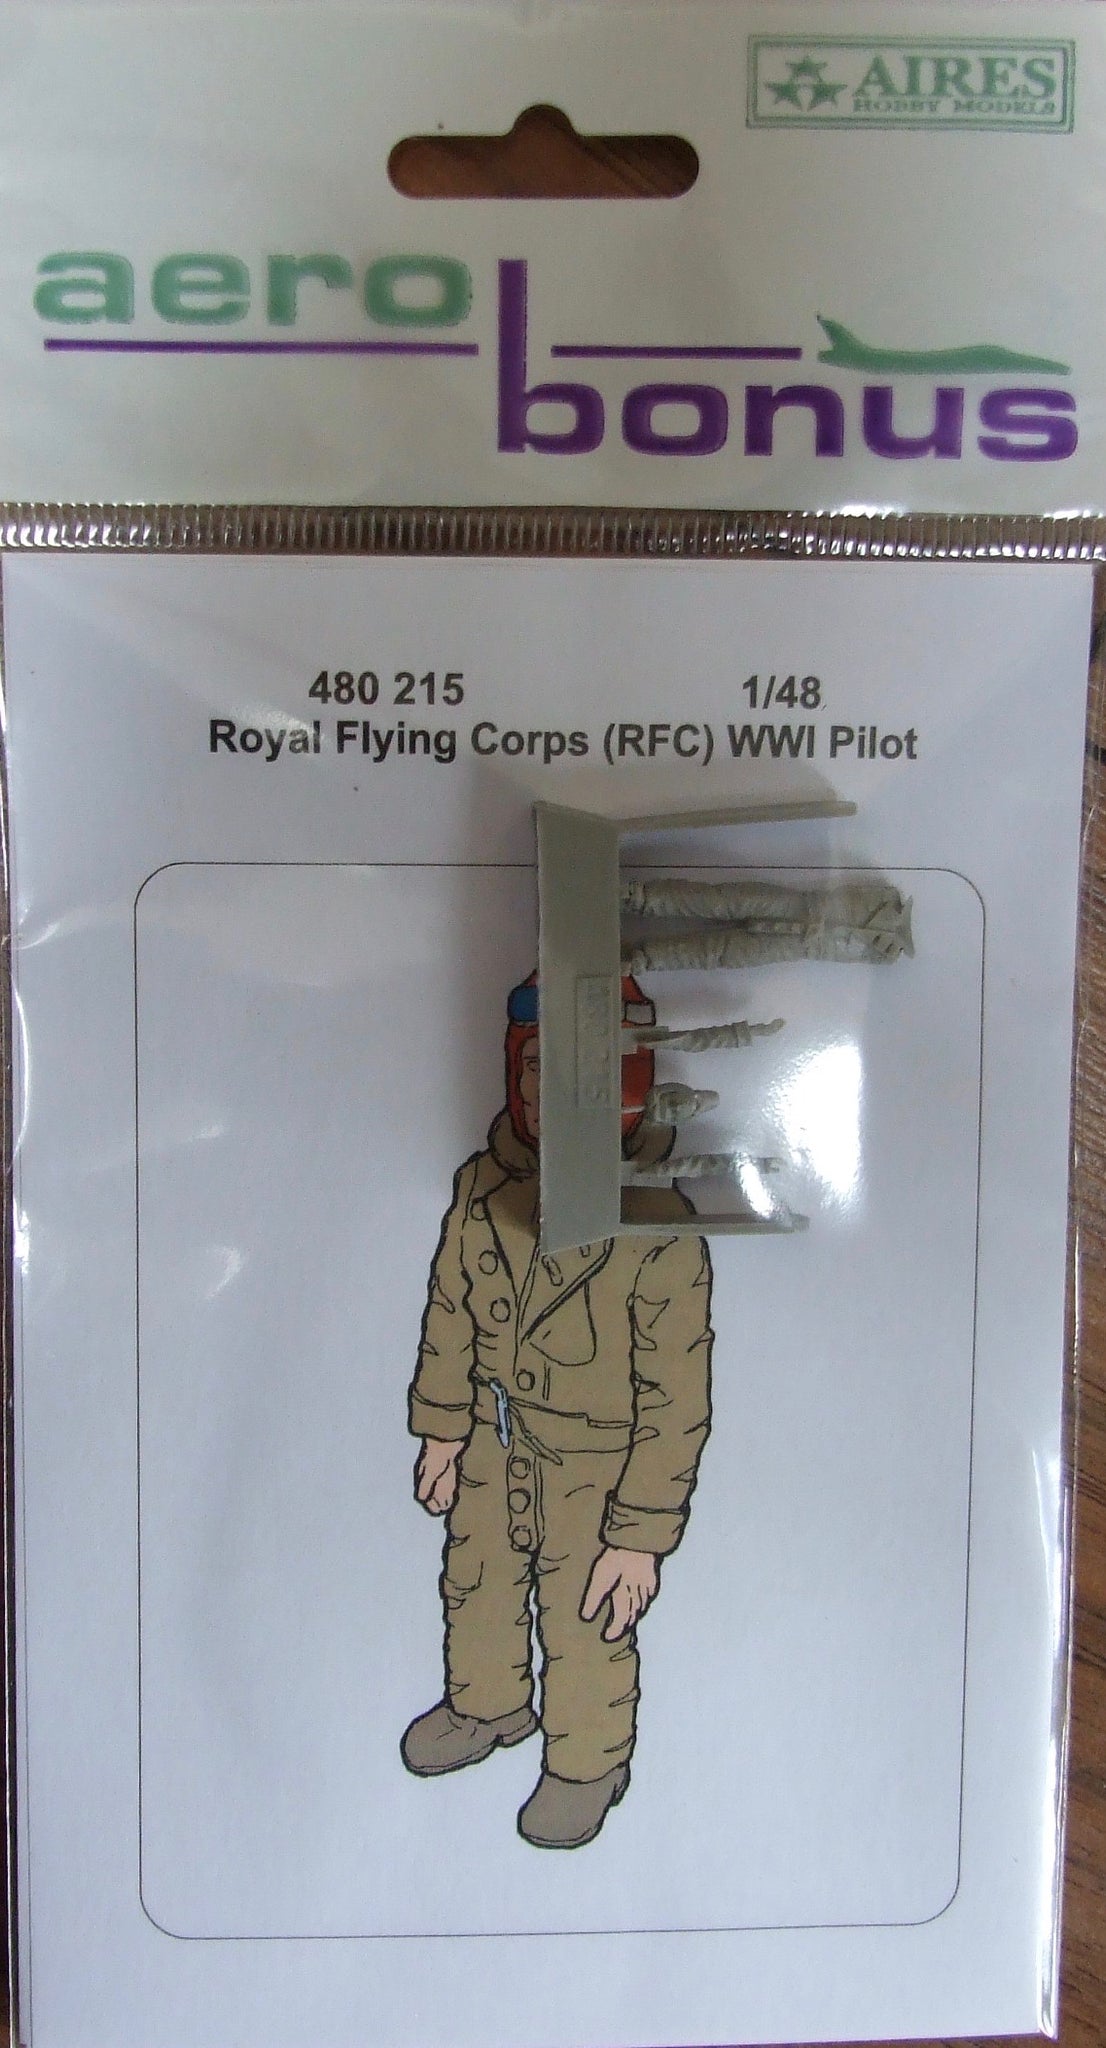 AIRES
HOBBY MODELS
aero
bonus
480 215 1/48
Royal Flying Corps (RFC) WWI Pilot